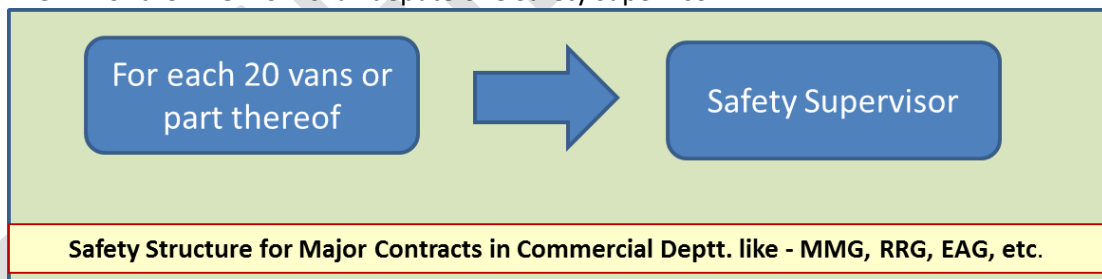 For each 20 vans or
part thereof
Safety Supervisor
Safety Structure for Major Contracts in Commercial Deptt. like - MMG, RRG, EAG, etc.